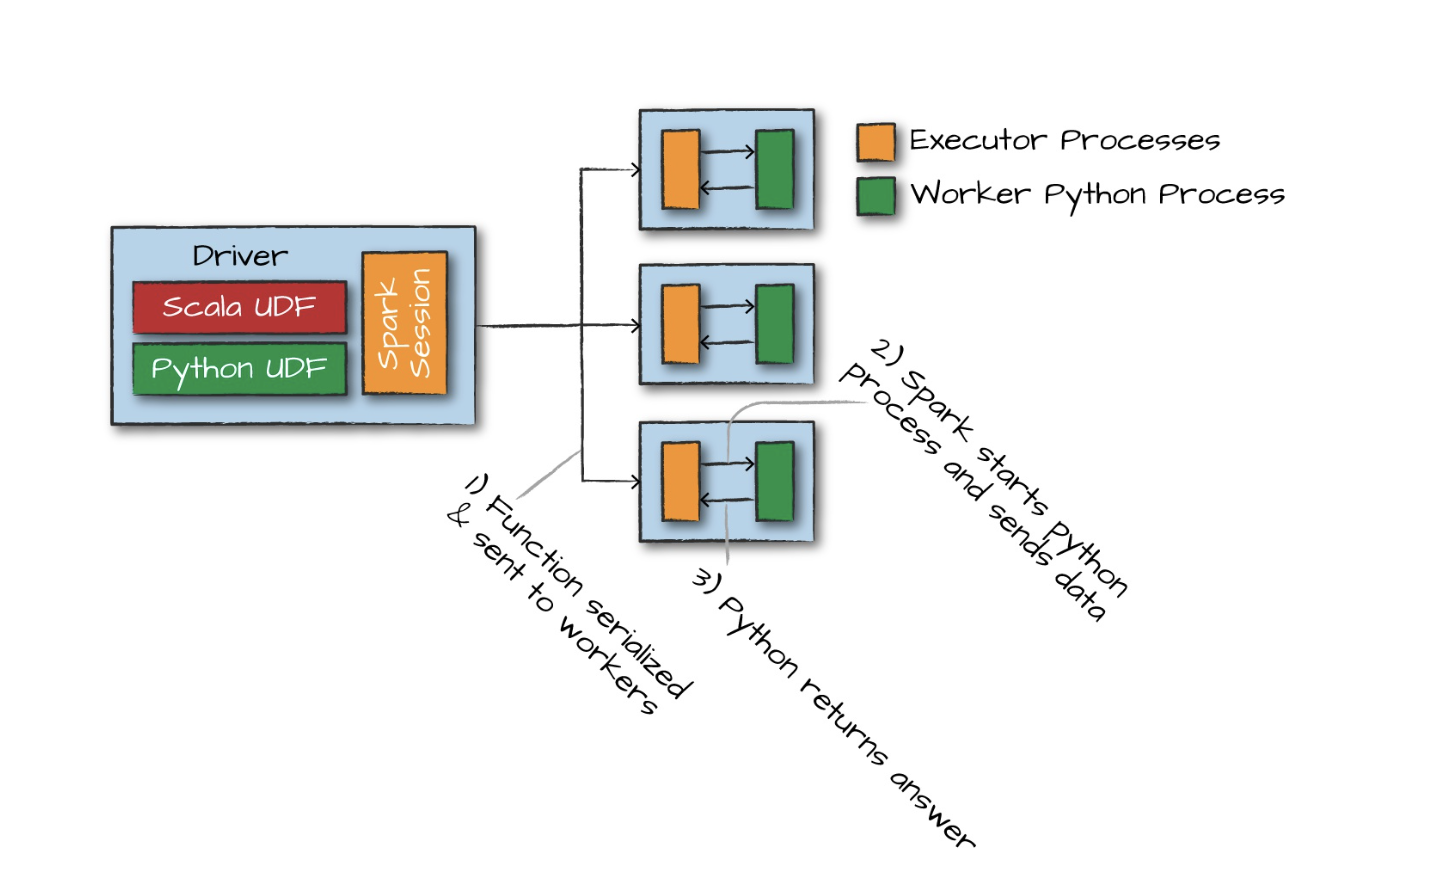 Executor Processes
Worker Python Process
Driver
Scala UDF
Python UDF
Spark
Session
1) Function serialized
& sent to workers
2) Spark starts python
process and sends data
3) Python returns answer